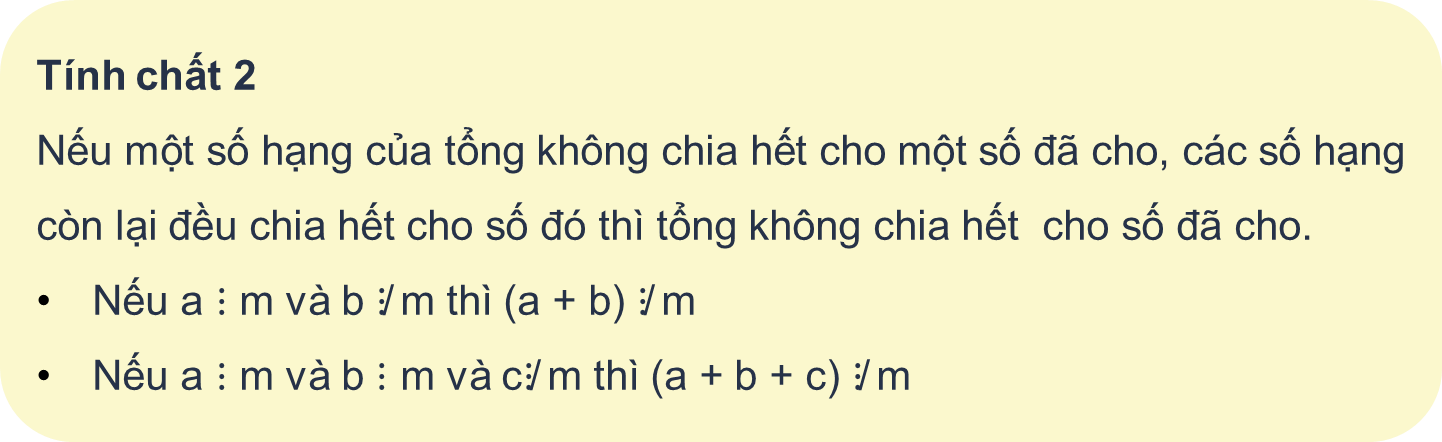 Tính chất 2
Nếu một số hạng của tổng không chia hết cho một số đã cho, các số hạng
còn lại đều chia hết cho số đó thì tổng không chia hết  cho số đã cho.
• Nếu a ⋮ m và b ⋮̸ m thì (a + b) ⋮̸ m
• Nếu a ⋮ m và b ⋮ m và c⋮̸ m thì (a + b + c) ⋮̸ m